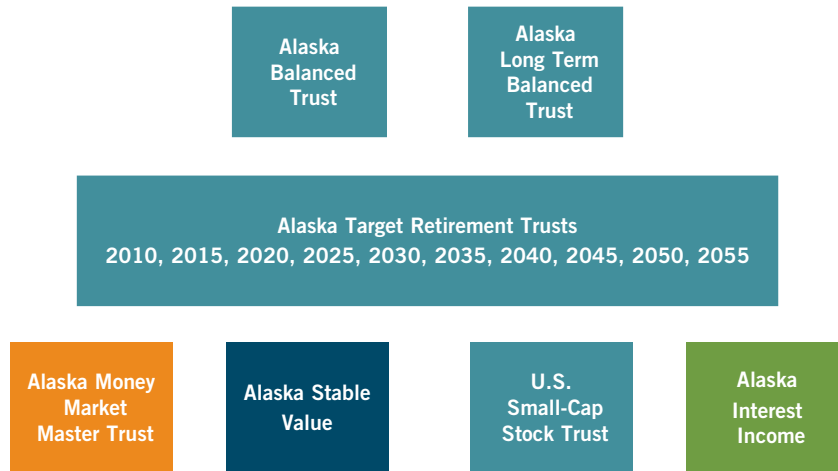 Alaska
Balanced
Trust
Alaska
Long Term
Balanced
Trust
Alaska Target Retirement Trusts
2010, 2015, 2020, 2025, 2030, 2035, 2040, 2045, 2050, 2055
Alaska Money
Market
Master Trust
Alaska Stable
Value
U.S.
Small-Cap
Stock Trust
Alaska
Interest
Income